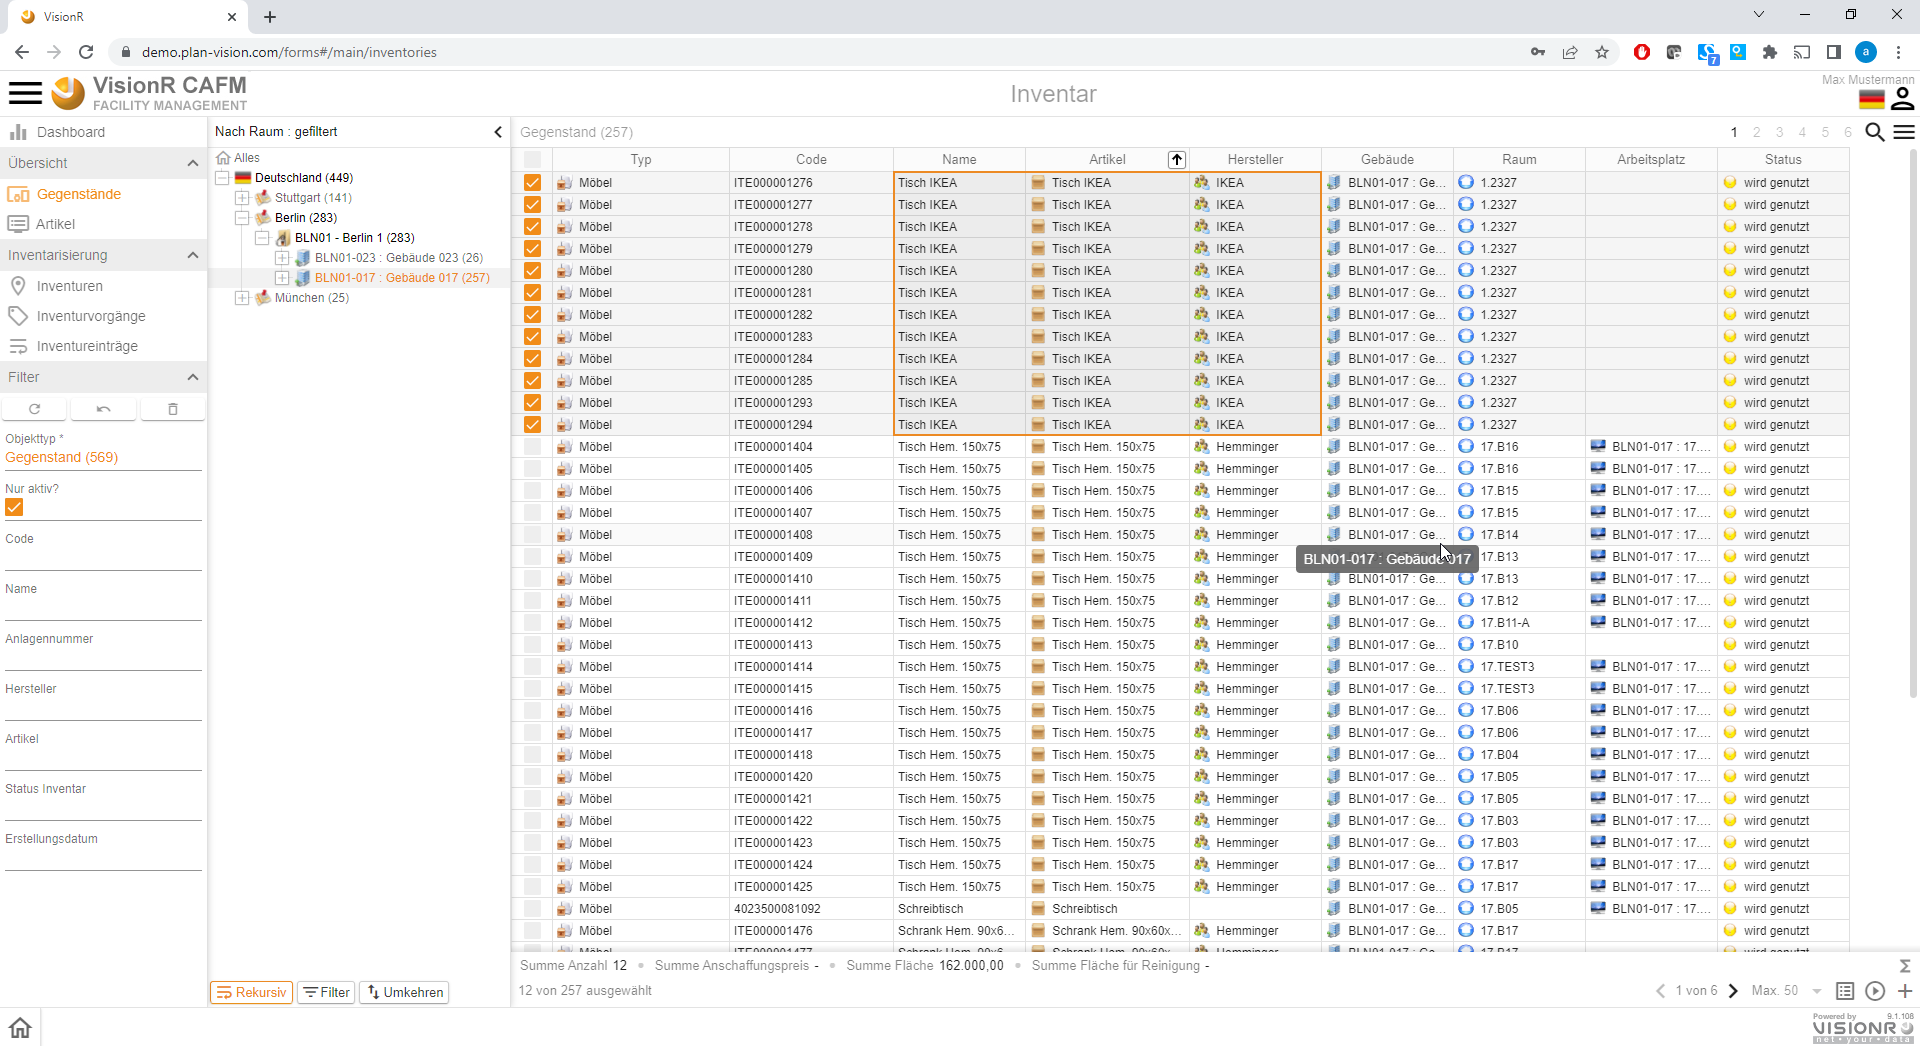 VisionR
demo.plan-vision.com/forms#/main/inventories
7
a
VisionR CAFM
FACILITY MANAGEMENT
Inventar
Max Mustermann
Dashboard
Übersicht
Gegenstände
Artikel
Inventarisierung
Inventuren
Inventurvorgänge
Inventureinträge
Filter
Objekttyp *
Gegenstand (569)
Nur aktiv?
Code
Name
Anlagennummer
Hersteller
Artikel
Status Inventar
Erstellungsdatum
Nach Raum : gefiltert
Alles
Deutschland (449)
Stuttgart (141)
Berlin (283)
BLN01 - Berlin 1 (283)
BLN01-023 : Gebäude 023 (26)
BLN01-017 : Gebäude 017 (257)
München (25)
Rekursiv Filter Umkehren
Gegenstand (257)
1 2 3 4 5 6
Typ Code Name Artikel Hersteller Gebäude Raum Arbeitsplatz Status
Möbel ITE000001276 Tisch IKEA Tisch IKEA IKEA BLN01-017 : Ge... 1.2327 wird genutzt
Möbel ITE000001277 Tisch IKEA Tisch IKEA IKEA BLN01-017 : Ge... 1.2327 wird genutzt
Möbel ITE000001278 Tisch IKEA Tisch IKEA IKEA BLN01-017 : Ge... 1.2327 wird genutzt
Möbel ITE000001279 Tisch IKEA Tisch IKEA IKEA BLN01-017 : Ge... 1.2327 wird genutzt
Möbel ITE000001280 Tisch IKEA Tisch IKEA IKEA BLN01-017 : Ge... 1.2327 wird genutzt
Möbel ITE000001281 Tisch IKEA Tisch IKEA IKEA BLN01-017 : Ge... 1.2327 wird genutzt
Möbel ITE000001282 Tisch IKEA Tisch IKEA IKEA BLN01-017 : Ge... 1.2327 wird genutzt
Möbel ITE000001283 Tisch IKEA Tisch IKEA IKEA BLN01-017 : Ge... 1.2327 wird genutzt
Möbel ITE000001284 Tisch IKEA Tisch IKEA IKEA BLN01-017 : Ge... 1.2327 wird genutzt
Möbel ITE000001285 Tisch IKEA Tisch IKEA IKEA BLN01-017 : Ge... 1.2327 wird genutzt
Möbel ITE000001293 Tisch IKEA Tisch IKEA IKEA BLN01-017 : Ge... 1.2327 wird genutzt
Möbel ITE000001294 Tisch IKEA Tisch IKEA IKEA BLN01-017 : Ge... 1.2327 wird genutzt
Möbel ITE000001404 Tisch Hem. 150x75 Tisch Hem. 150x75 Hemminger BLN01-017 : Ge... 17.B16 BLN01-017 : 17.... wird genutzt
Möbel ITE000001405 Tisch Hem. 150x75 Tisch Hem. 150x75 Hemminger BLN01-017 : Ge... 17.B16 BLN01-017 : 17.... wird genutzt
Möbel ITE000001406 Tisch Hem. 150x75 Tisch Hem. 150x75 Hemminger BLN01-017 : Ge... 17.B15 BLN01-017 : 17.... wird genutzt
Möbel ITE000001407 Tisch Hem. 150x75 Tisch Hem. 150x75 Hemminger BLN01-017 : Ge... 17.B15 BLN01-017 : 17.... wird genutzt
Möbel ITE000001408 Tisch Hem. 150x75 Tisch Hem. 150x75 Hemminger BLN01-017 : Ge... 17.B14 BLN01-017 : 17.... wird genutzt
Möbel ITE000001409 Tisch Hem. 150x75 Tisch Hem. 150x75 Hemminger 17.B13 BLN01-017 : 17.... wird genutzt
BLN01-017 : Gebäude 017
Möbel ITE000001410 Tisch Hem. 150x75 Tisch Hem. 150x75 Hemminger BLN01-017 : Ge... 17.B13 BLN01-017 : 17.... wird genutzt
Möbel ITE000001411 Tisch Hem. 150x75 Tisch Hem. 150x75 Hemminger BLN01-017 : Ge... 17.B12 BLN01-017 : 17.... wird genutzt
Möbel ITE000001412 Tisch Hem. 150x75 Tisch Hem. 150x75 Hemminger BLN01-017 : Ge... 17.B11-A BLN01-017 : 17.... wird genutzt
Möbel ITE000001413 Tisch Hem. 150x75 Tisch Hem. 150x75 Hemminger BLN01-017 : Ge... 17.B10 wird genutzt
Möbel ITE000001414 Tisch Hem. 150x75 Tisch Hem. 150x75 Hemminger BLN01-017 : Ge... 17.TEST3 BLN01-017 : 17.... wird genutzt
Möbel ITE000001415 Tisch Hem. 150x75 Tisch Hem. 150x75 Hemminger BLN01-017 : Ge... 17.TEST3 BLN01-017 : 17.... wird genutzt
Möbel ITE000001416 Tisch Hem. 150x75 Tisch Hem. 150x75 Hemminger BLN01-017 : Ge... 17.B06 BLN01-017 : 17.... wird genutzt
Möbel ITE000001417 Tisch Hem. 150x75 Tisch Hem. 150x75 Hemminger BLN01-017 : Ge... 17.B06 BLN01-017 : 17.... wird genutzt
Möbel ITE000001418 Tisch Hem. 150x75 Tisch Hem. 150x75 Hemminger BLN01-017 : Ge... 17.B04 BLN01-017 : 17.... wird genutzt
Möbel ITE000001420 Tisch Hem. 150x75 Tisch Hem. 150x75 Hemminger BLN01-017 : Ge... 17.B05 BLN01-017 : 17.... wird genutzt
Möbel ITE000001421 Tisch Hem. 150x75 Tisch Hem. 150x75 Hemminger BLN01-017 : Ge... 17.B05 BLN01-017 : 17.... wird genutzt
Möbel ITE000001422 Tisch Hem. 150x75 Tisch Hem. 150x75 Hemminger BLN01-017 : Ge... 17.B03 BLN01-017 : 17.... wird genutzt
Möbel ITE000001423 Tisch Hem. 150x75 Tisch Hem. 150x75 Hemminger BLN01-017 : Ge... 17.B03 BLN01-017 : 17.... wird genutzt
Möbel ITE000001424 Tisch Hem. 150x75 Tisch Hem. 150x75 Hemminger BLN01-017 : Ge... 17.B17 BLN01-017 : 17.... wird genutzt
Möbel ITE000001425 Tisch Hem. 150x75 Tisch Hem. 150x75 Hemminger BLN01-017 : Ge... 17.B17 BLN01-017 : 17.... wird genutzt
Möbel 4023500081092 Schreibtisch Schreibtisch BLN01-017 : Ge... 17.B05 BLN01-017 : 17.... wird genutzt
Möbel ITE000001476 Schrank Hem. 90x6... Schrank Hem. 90x60x... Hemminger BLN01-017 : Ge... 17.B17 wird genutzt
Möbel ITE000001477 Schrank Hem. 90x6... Schrank Hem. 90x60x... Hemminger BLN01-017 : Ge... 17.B17 wird genutzt
Summe Anzahl 12 • Summe Anschaffungspreis - • Summe Fläche 162.000,00 • Summe Fläche für Reinigung -
12 von 257 ausgewählt
1 von 6 Max. 50
Powered by 9.1.108
VISIONR
net • your • data